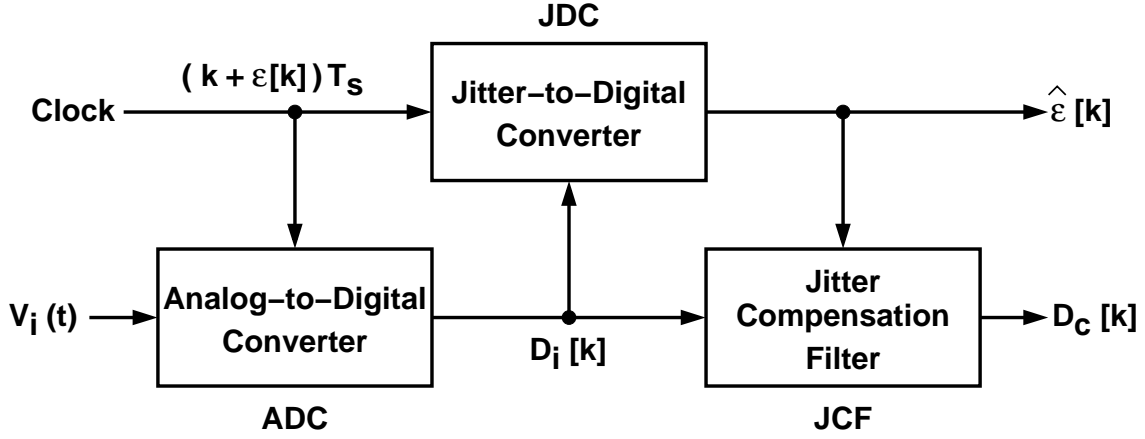 JDC
( k + ε[k] ) Ts
Clock
Jitter−to−Digital
Converter
ε̂ [k]
Vi (t)
Analog−to−Digital
Converter
Di [k]
Jitter
Compensation
Filter
Dc [k]
ADC
JCF